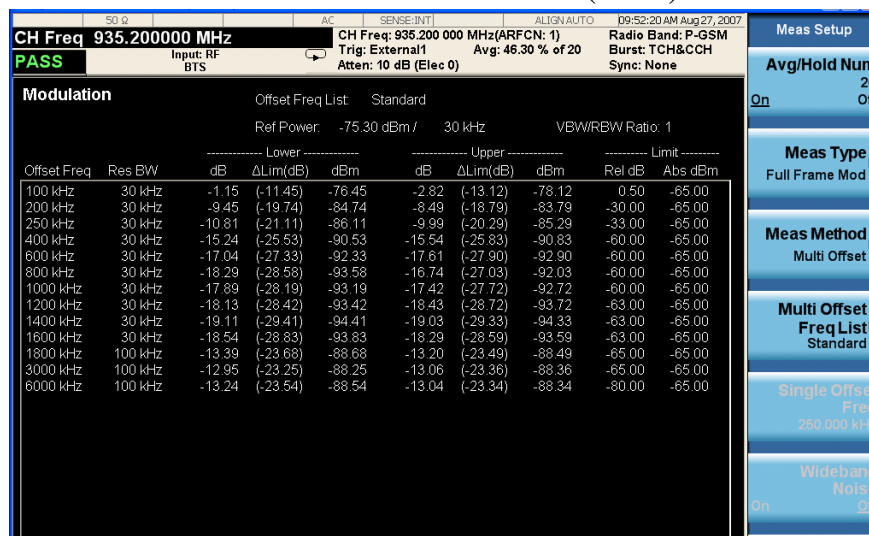 50 Ω AC SENSE:INT ALIGN AUTO 09:52:20 AM Aug 27, 2007
CH Freq 935.200000 MHz
CH Freq: 935.200 000 MHz(ARFCN: 1) Radio Band: P-GSM
PASS
Input: RF
BTS
Trig: External1 Avg: 46.30 % of 20 Burst: TCH&CCH
Atten: 10 dB (Elec 0) Sync: None
Modulation Offset Freq List: Standard
Ref Power: -75.30 dBm / 30 kHz VBW/RBW Ratio: 1
------------ Lower ------------ ------------ Upper ------------ --------- Limit ---------
Offset Freq Res BW dB ΔLim(dB) dBm dB ΔLim(dB) dBm Rel dB Abs dBm
100 kHz 30 kHz -1.15 (-11.45) -76.45 -2.82 (-13.12) -78.12 0.50 -65.00
200 kHz 30 kHz -9.45 (-19.74) -84.74 -8.49 (-18.79) -83.79 -30.00 -65.00
250 kHz 30 kHz -10.81 (-21.11) -86.11 -9.99 (-20.29) -85.29 -33.00 -65.00
400 kHz 30 kHz -15.24 (-25.53) -90.53 -15.54 (-25.83) -90.83 -60.00 -65.00
600 kHz 30 kHz -17.04 (-27.33) -92.33 -17.61 (-27.90) -92.90 -60.00 -65.00
800 kHz 30 kHz -18.29 (-28.58) -93.58 -16.74 (-27.03) -92.03 -60.00 -65.00
1000 kHz 30 kHz -17.89 (-28.19) -93.19 -17.42 (-27.72) -92.72 -60.00 -65.00
1200 kHz 30 kHz -18.13 (-28.42) -93.42 -18.43 (-28.72) -93.72 -63.00 -65.00
1400 kHz 30 kHz -19.11 (-29.41) -94.41 -19.03 (-29.33) -94.33 -63.00 -65.00
1600 kHz 30 kHz -18.54 (-28.83) -93.83 -18.29 (-28.59) -93.59 -63.00 -65.00
1800 kHz 100 kHz -13.39 (-23.68) -88.68 -13.20 (-23.49) -88.49 -65.00 -65.00
3000 kHz 100 kHz -12.95 (-23.25) -88.25 -13.06 (-23.36) -88.36 -65.00 -65.00
6000 kHz 100 kHz -13.24 (-23.54) -88.54 -13.04 (-23.34) -88.34 -80.00 -65.00
Meas Setup
Avg/Hold Num
2
On O
Meas Type
Full Frame Mod
Meas Method
Multi Offset
Multi Offset
Freq List
Standard
Single Offse
Fre
250.000 kH
Wideban
Nois
On O